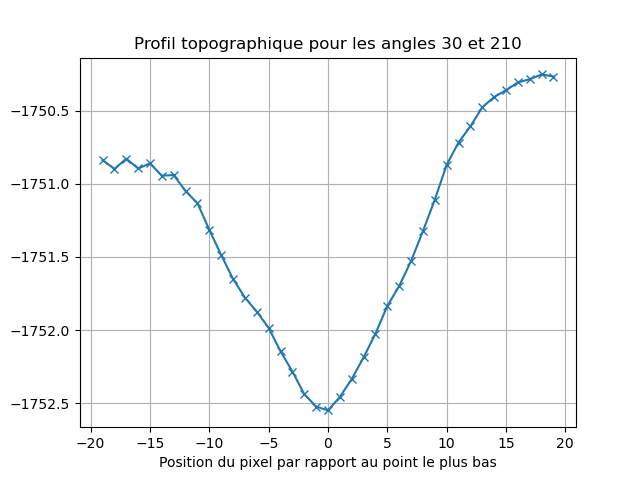 Profil topographique pour les angles 30 et 210
−1750.5
−1751.0
−1751.5
−1752.0
−1752.5
−20 −15 −10 −5 0 5 10 15 20
Position du pixel par rapport au point le plus bas